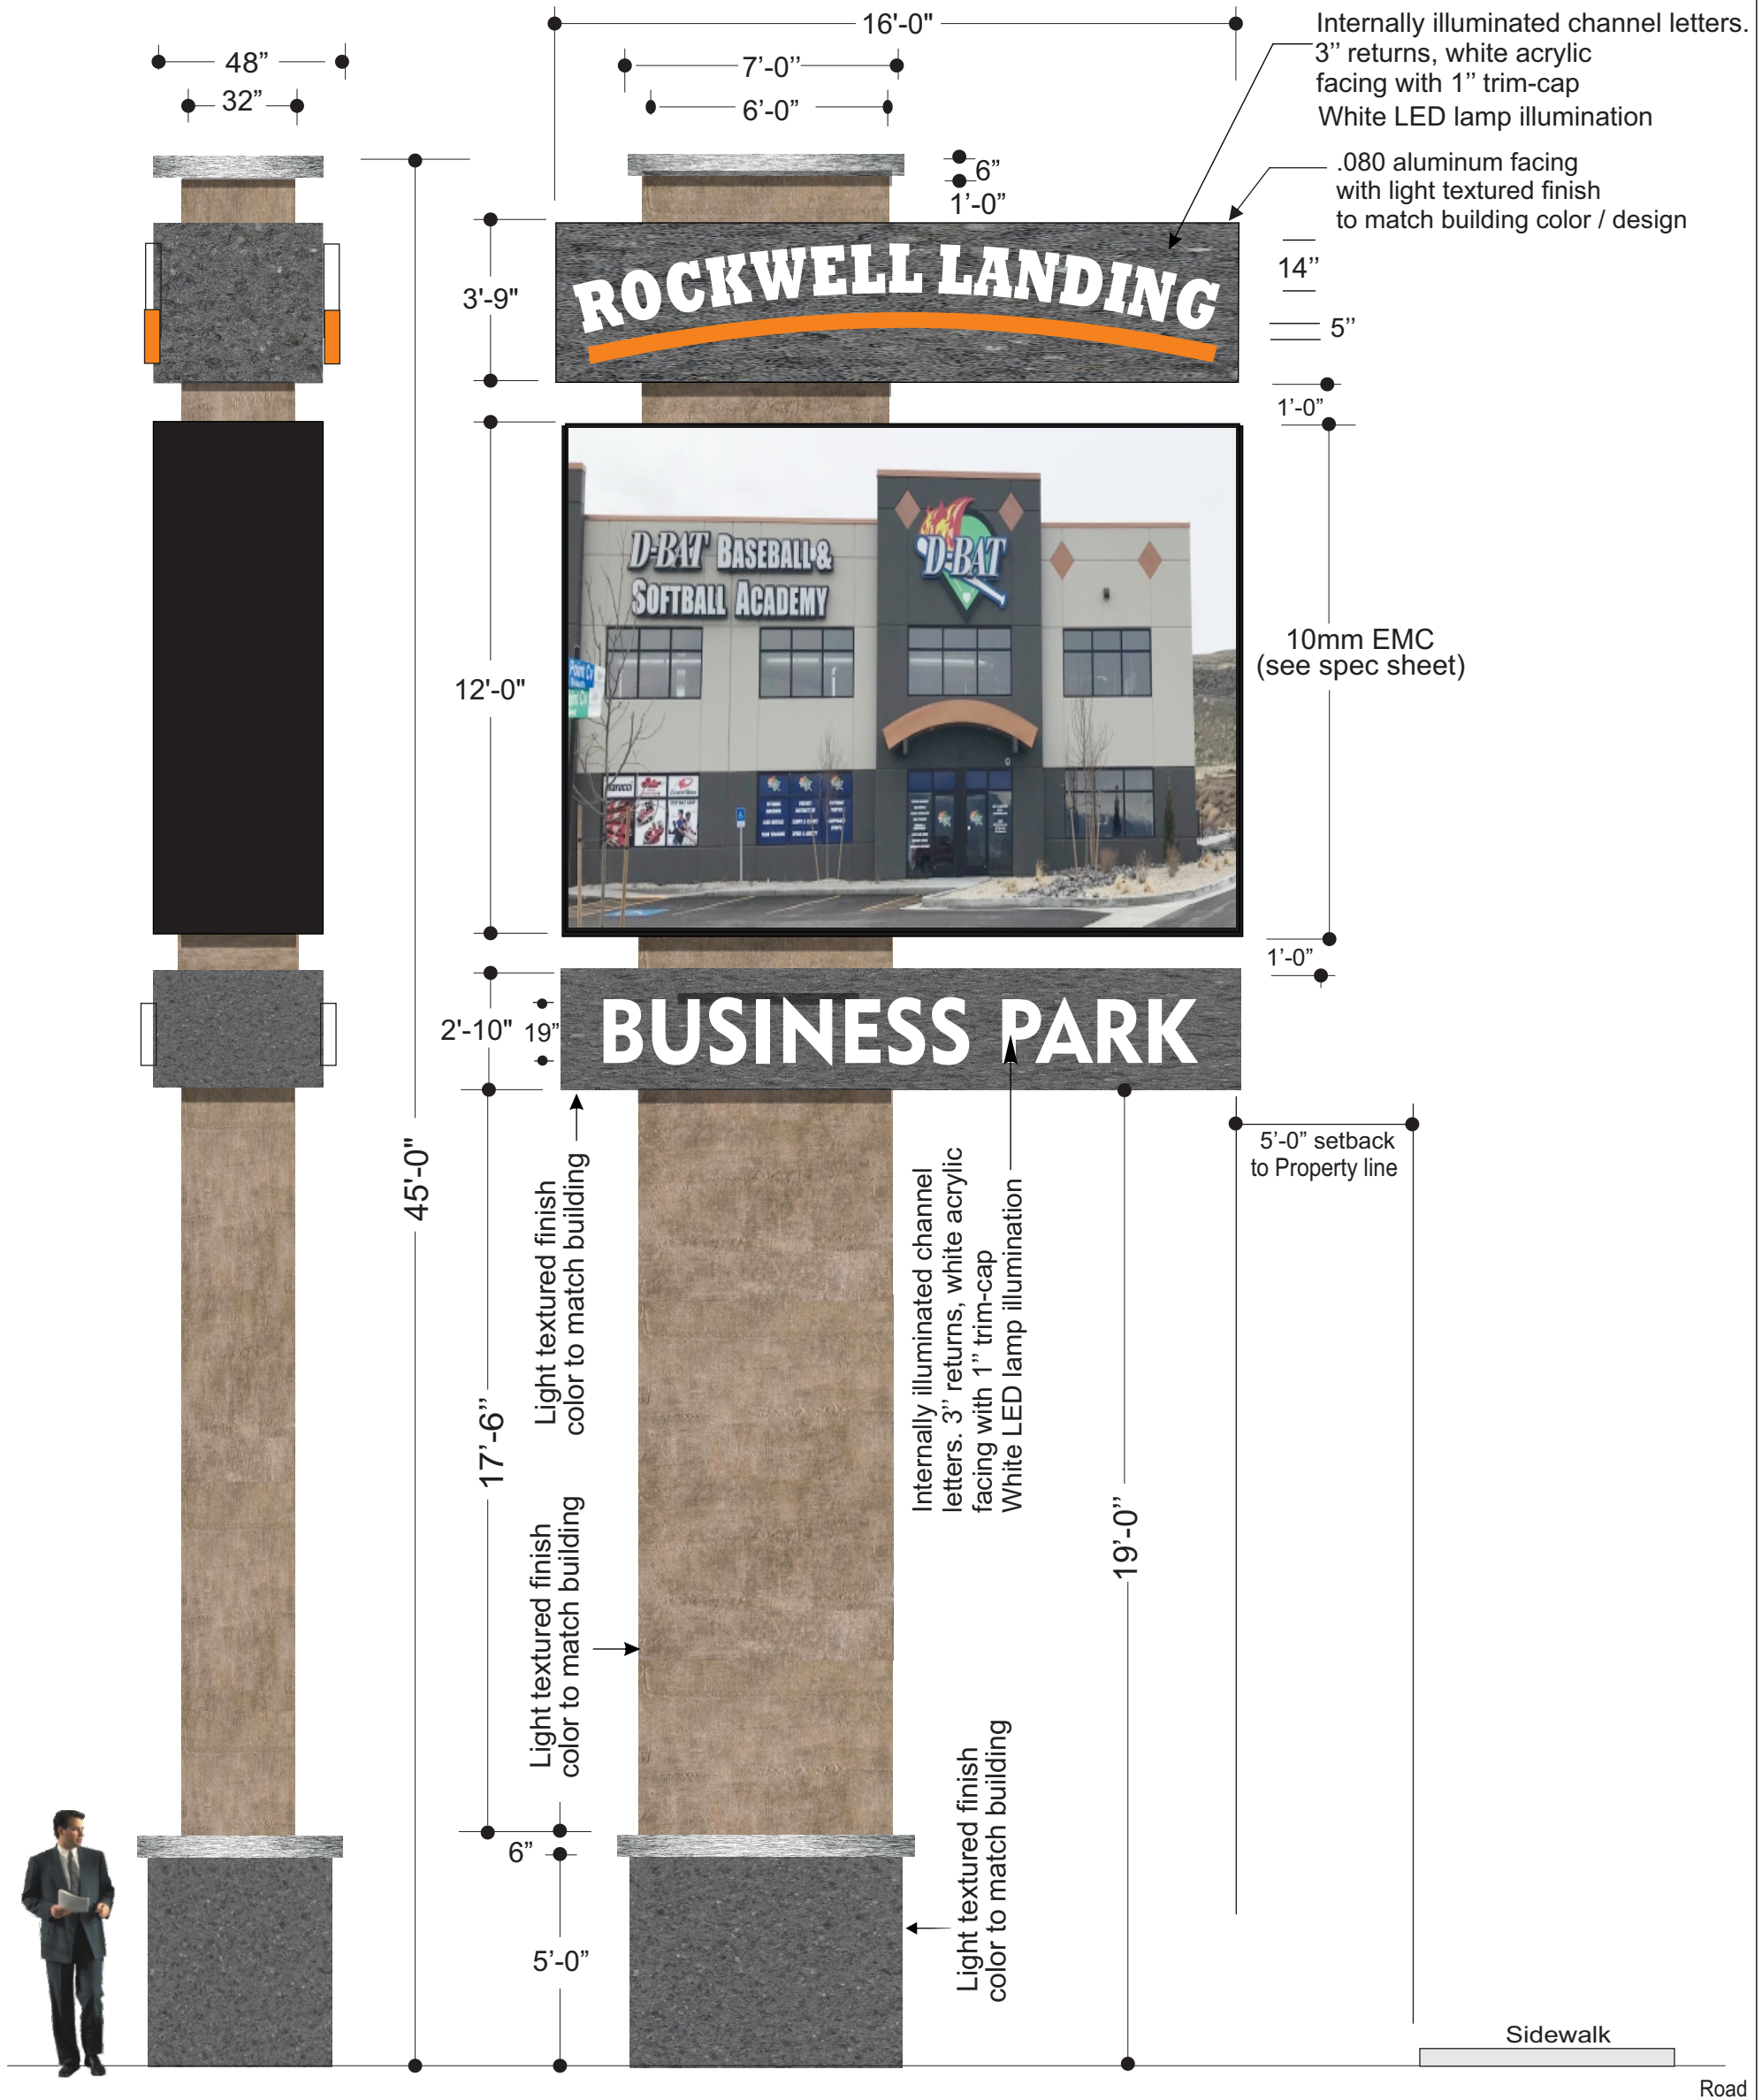 16'-0"
48"
7'-0"
32"
6'-0"
Internally illuminated channel letters.
3" returns, white acrylic
facing with 1" trim-cap
White LED lamp illumination
6"
1'-0"
.080 aluminum facing
with light textured finish
to match building color / design
3'-9"
ROCKWELL LANDING
14"
5"
1'-0"
12'-0"
D-BAT BASEBALL &
SOFTBALL ACADEMY
D-BAT
10mm EMC
(see spec sheet)
1'-0"
2'-10"
19"
BUSINESS PARK
45'-0"
17'-6"
Light textured finish
color to match building
Internally illuminated channel
letters. 3" returns, white acrylic
facing with 1" trim-cap
White LED lamp illumination
19'-0"
5'-0" setback
to Property line
Light textured finish
color to match building
Light textured finish
color to match building
6"
5'-0"
Sidewalk
Road